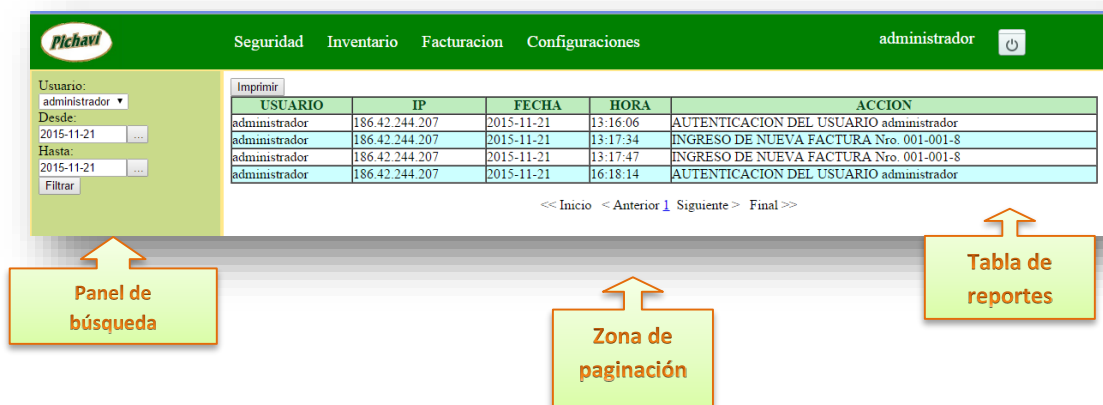 Pichaví
Seguridad Inventario Facturacion Configuraciones administrador
Usuario:
administrador
Desde:
2015-11-21 ...
Hasta:
2015-11-21 ...
Filtrar
Imprimir
USUARIO IP FECHA HORA ACCION
administrador 186.42.244.207 2015-11-21 13:16:06 AUTENTICACION DEL USUARIO administrador
administrador 186.42.244.207 2015-11-21 13:17:34 INGRESO DE NUEVA FACTURA Nro. 001-001-8
administrador 186.42.244.207 2015-11-21 13:17:47 INGRESO DE NUEVA FACTURA Nro. 001-001-8
administrador 186.42.244.207 2015-11-21 16:18:14 AUTENTICACION DEL USUARIO administrador
<< Inicio < Anterior 1 Siguiente > Final >>
Panel de
búsqueda
Zona de
paginación
Tabla de
reportes